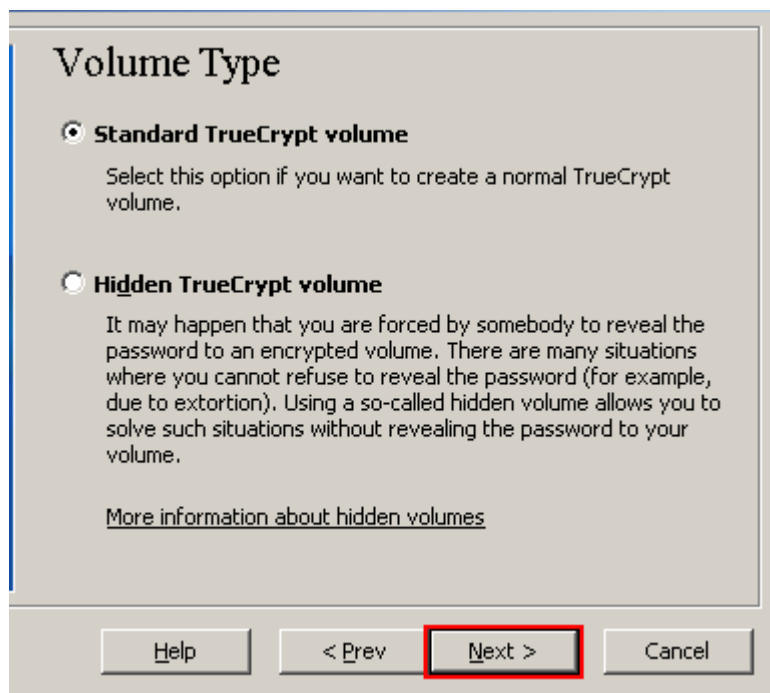 Volume Type
Standard TrueCrypt volume
Select this option if you want to create a normal TrueCrypt
volume.
Hidden TrueCrypt volume
It may happen that you are forced by somebody to reveal the
password to an encrypted volume. There are many situations
where you cannot refuse to reveal the password (for example,
due to extortion). Using a so-called hidden volume allows you to
solve such situations without revealing the password to your
volume.
More information about hidden volumes
Help
< Prev
Next >
Cancel